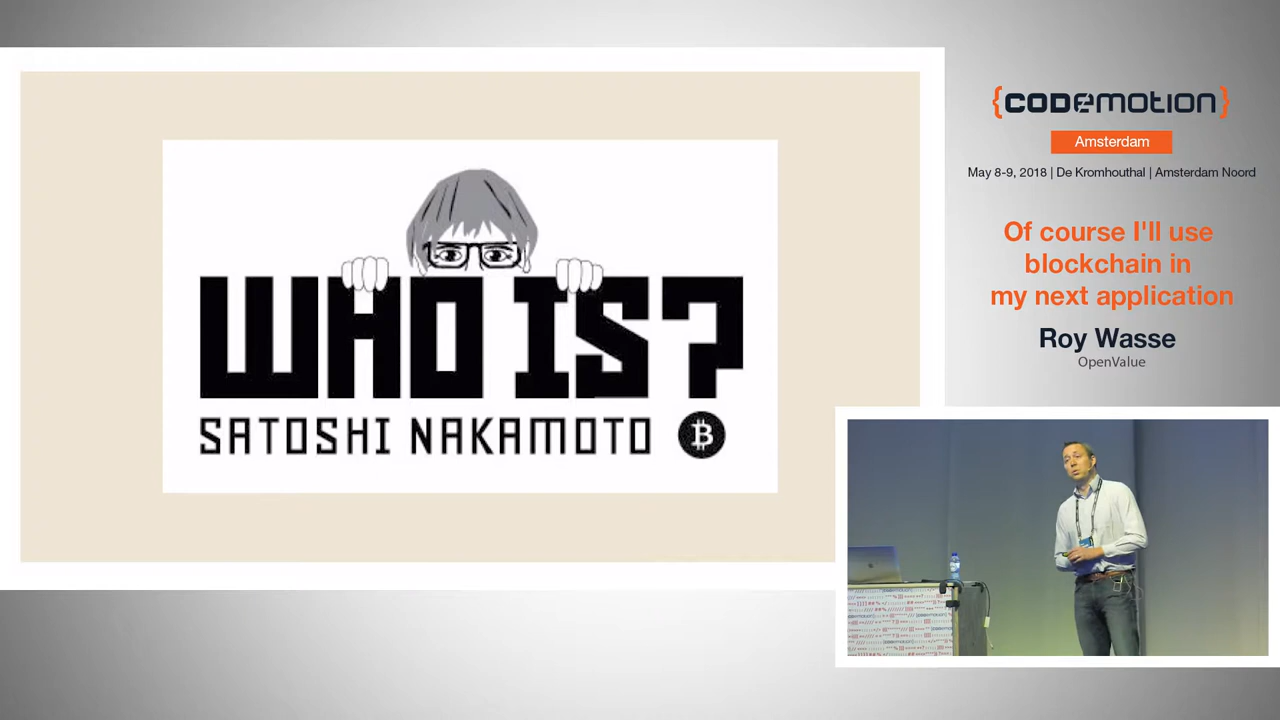 WHO IS?
SATOSHI NAKAMOTO
{CODEMOTION}
Amsterdam
May 8-9, 2018 | De Kromhouthal | Amsterdam Noord
Of course I'll use
blockchain in
my next application
Roy Wasse
OpenValue